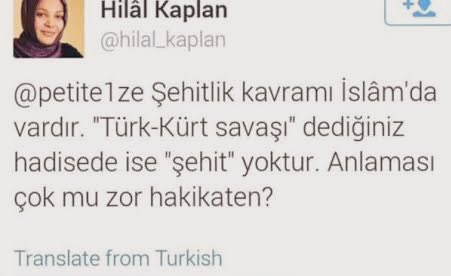 Hilâl Kaplan
@hilal_kaplan
@petite1ze Şehitlik kavramı İslâm'da
vardır. "Türk-Kürt savaşı" dediğiniz
hadisede ise "şehit" yoktur. Anlaması
çok mu zor hakikaten?
Translate from Turkish